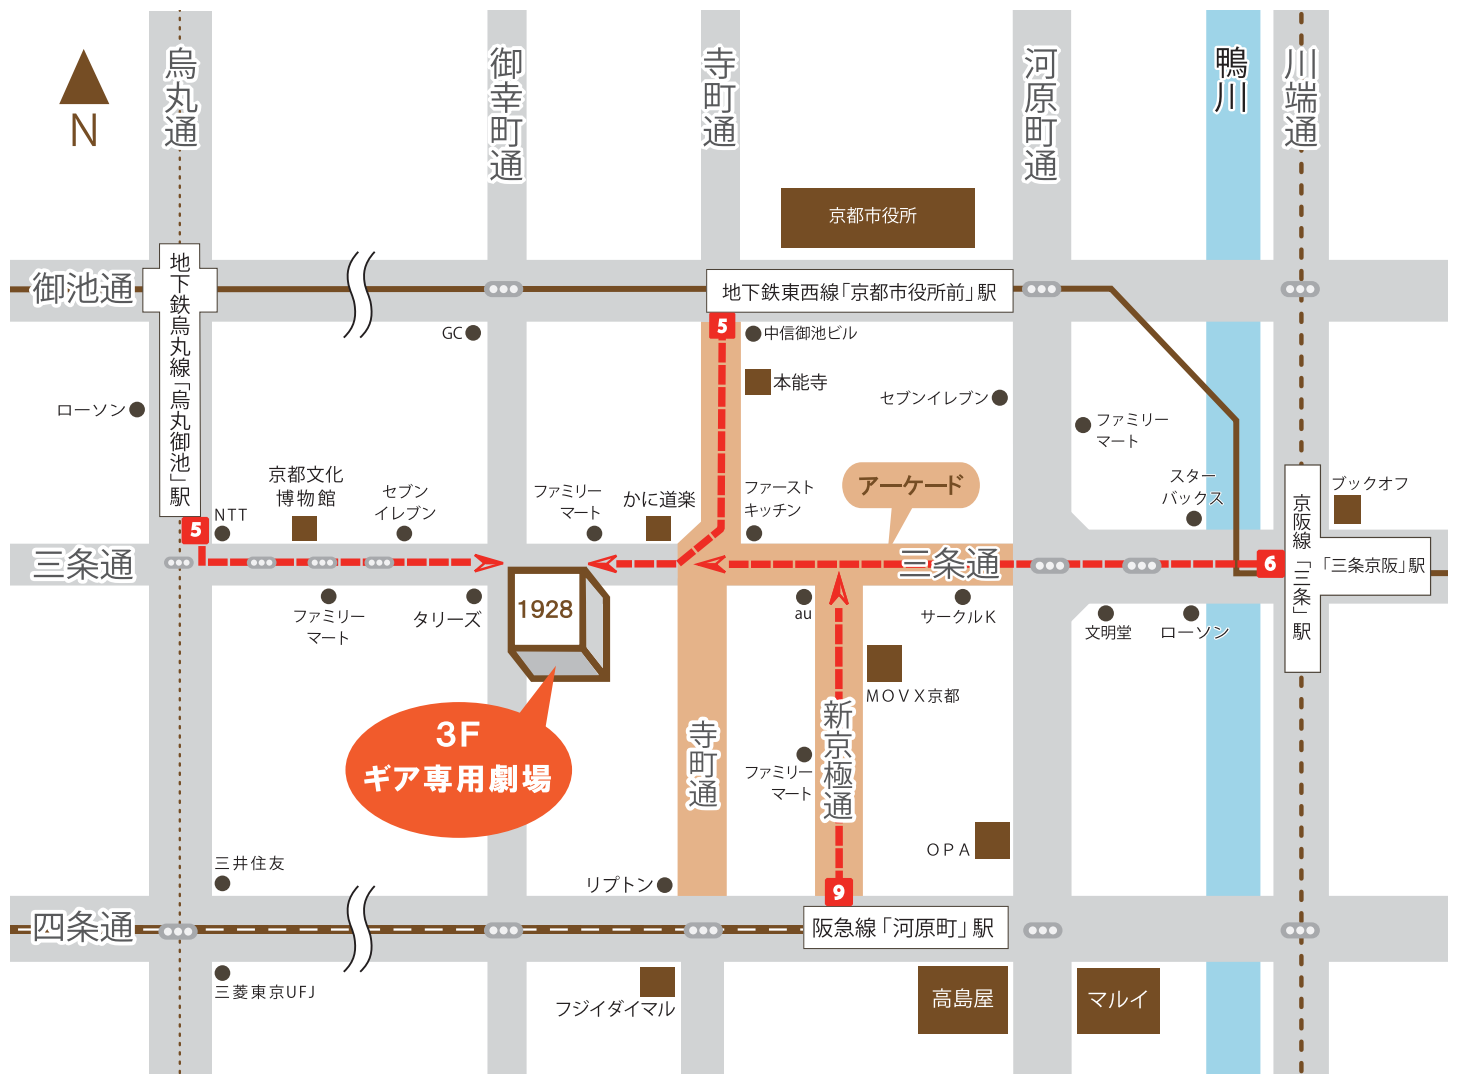 烏丸通
御幸町通
寺町通
河原町通
鴨川
川端通
N
京都市役所
御池通
地下鉄烏丸線「烏丸御池」駅
地下鉄東西線「京都市役所前」駅
5
GC
中信御池ビル
本能寺
ローソン
セブンイレブン
ファミリー
マート
アーケード
京都文化
博物館
セブン
イレブン
ファミリー
マート
かに道楽
ファースト
キッチン
スター
バックス
ブックオフ
NTT
5
三条通
三条通
6
京阪線「三条」駅
「三条京阪」駅
ファミリー
マート
タリーズ
1928
au
サークルK
文明堂
ローソン
MOVX京都
3F
ギア専用劇場
寺町通
新京極通
ファミリー
マート
OPA
三井住友
リプトン
9
四条通
阪急線「河原町」駅
三菱東京UFJ
フジイダイマル
高島屋
マルイ